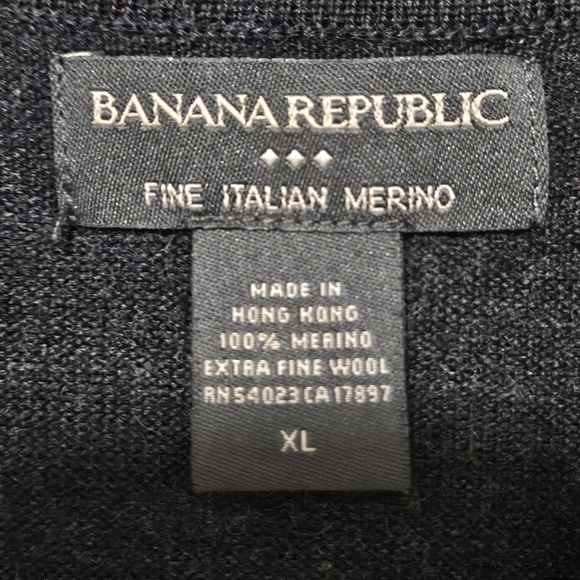 BANANA REPUBLIC
FINE ITALIAN MERINO
MADE IN
HONG KONG
100% MERINO
EXTRA FINE WOOL
RN54023 CA17897
XL